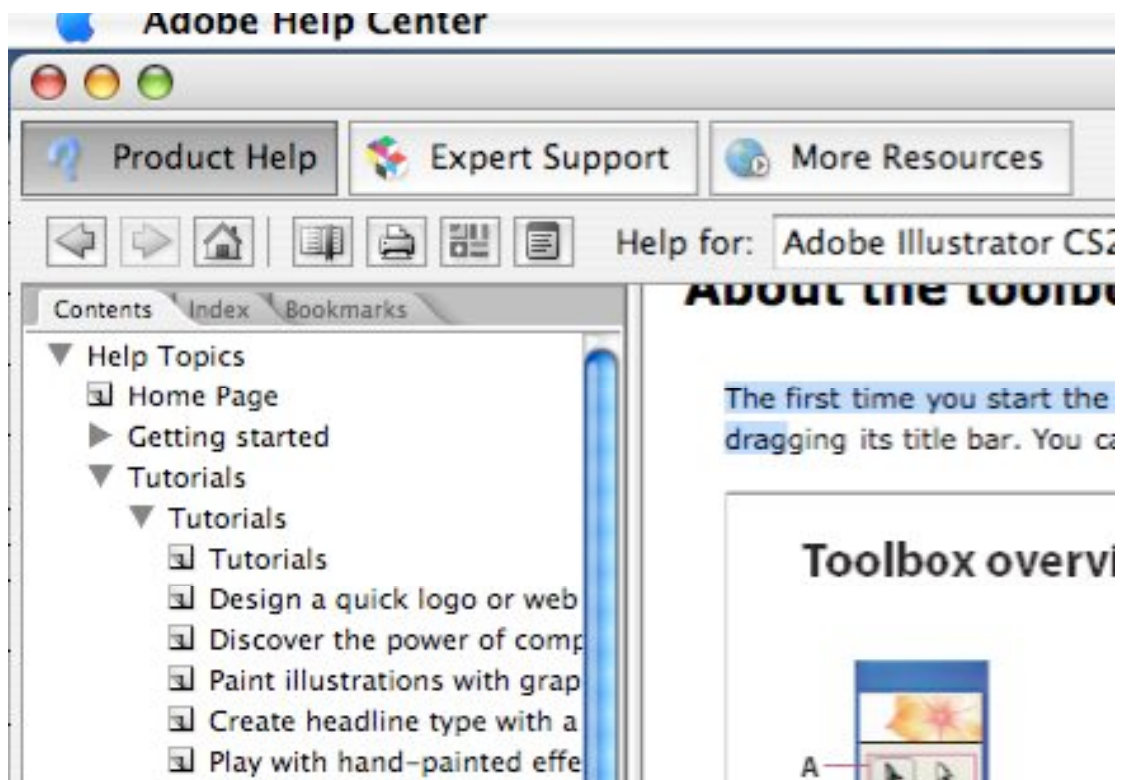 Adobe Help Center
Product Help Expert Support More Resources
Help for: Adobe Illustrator CS2
Contents Index Bookmarks
Help Topics
Home Page
Getting started
Tutorials
Tutorials
Tutorials
Design a quick logo or web
Discover the power of comp
Paint illustrations with grap
Create headline type with a
Play with hand-painted effe
About the toolbo
The first time you start the
dragging its title bar. You ca
Toolbox overvi
A